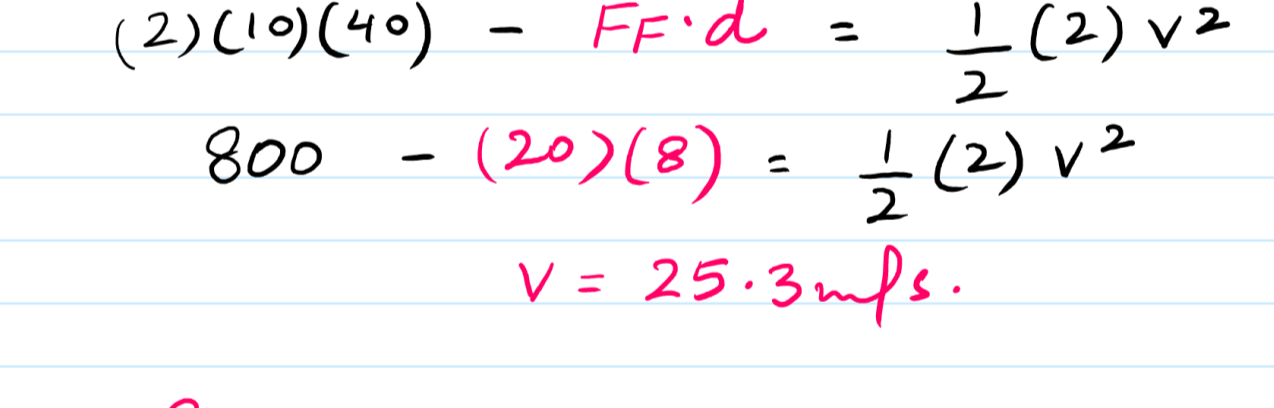 (2)(10)(40) - FF·d = 1/2 (2) v²
800 - (20)(8) = 1/2 (2) v²
V = 25.3 m/s.